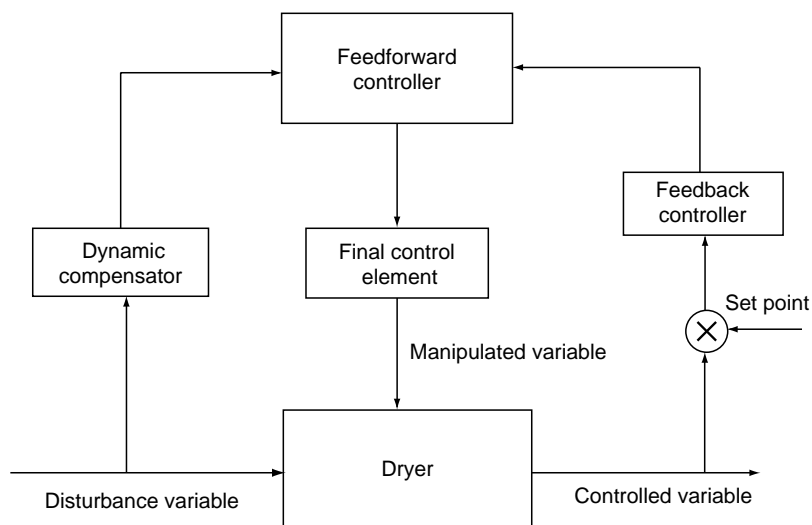 Feedforward
controller
Feedback
controller
Dynamic
compensator
Final control
element
Set point
Manipulated variable
Dryer
Disturbance variable
Controlled variable